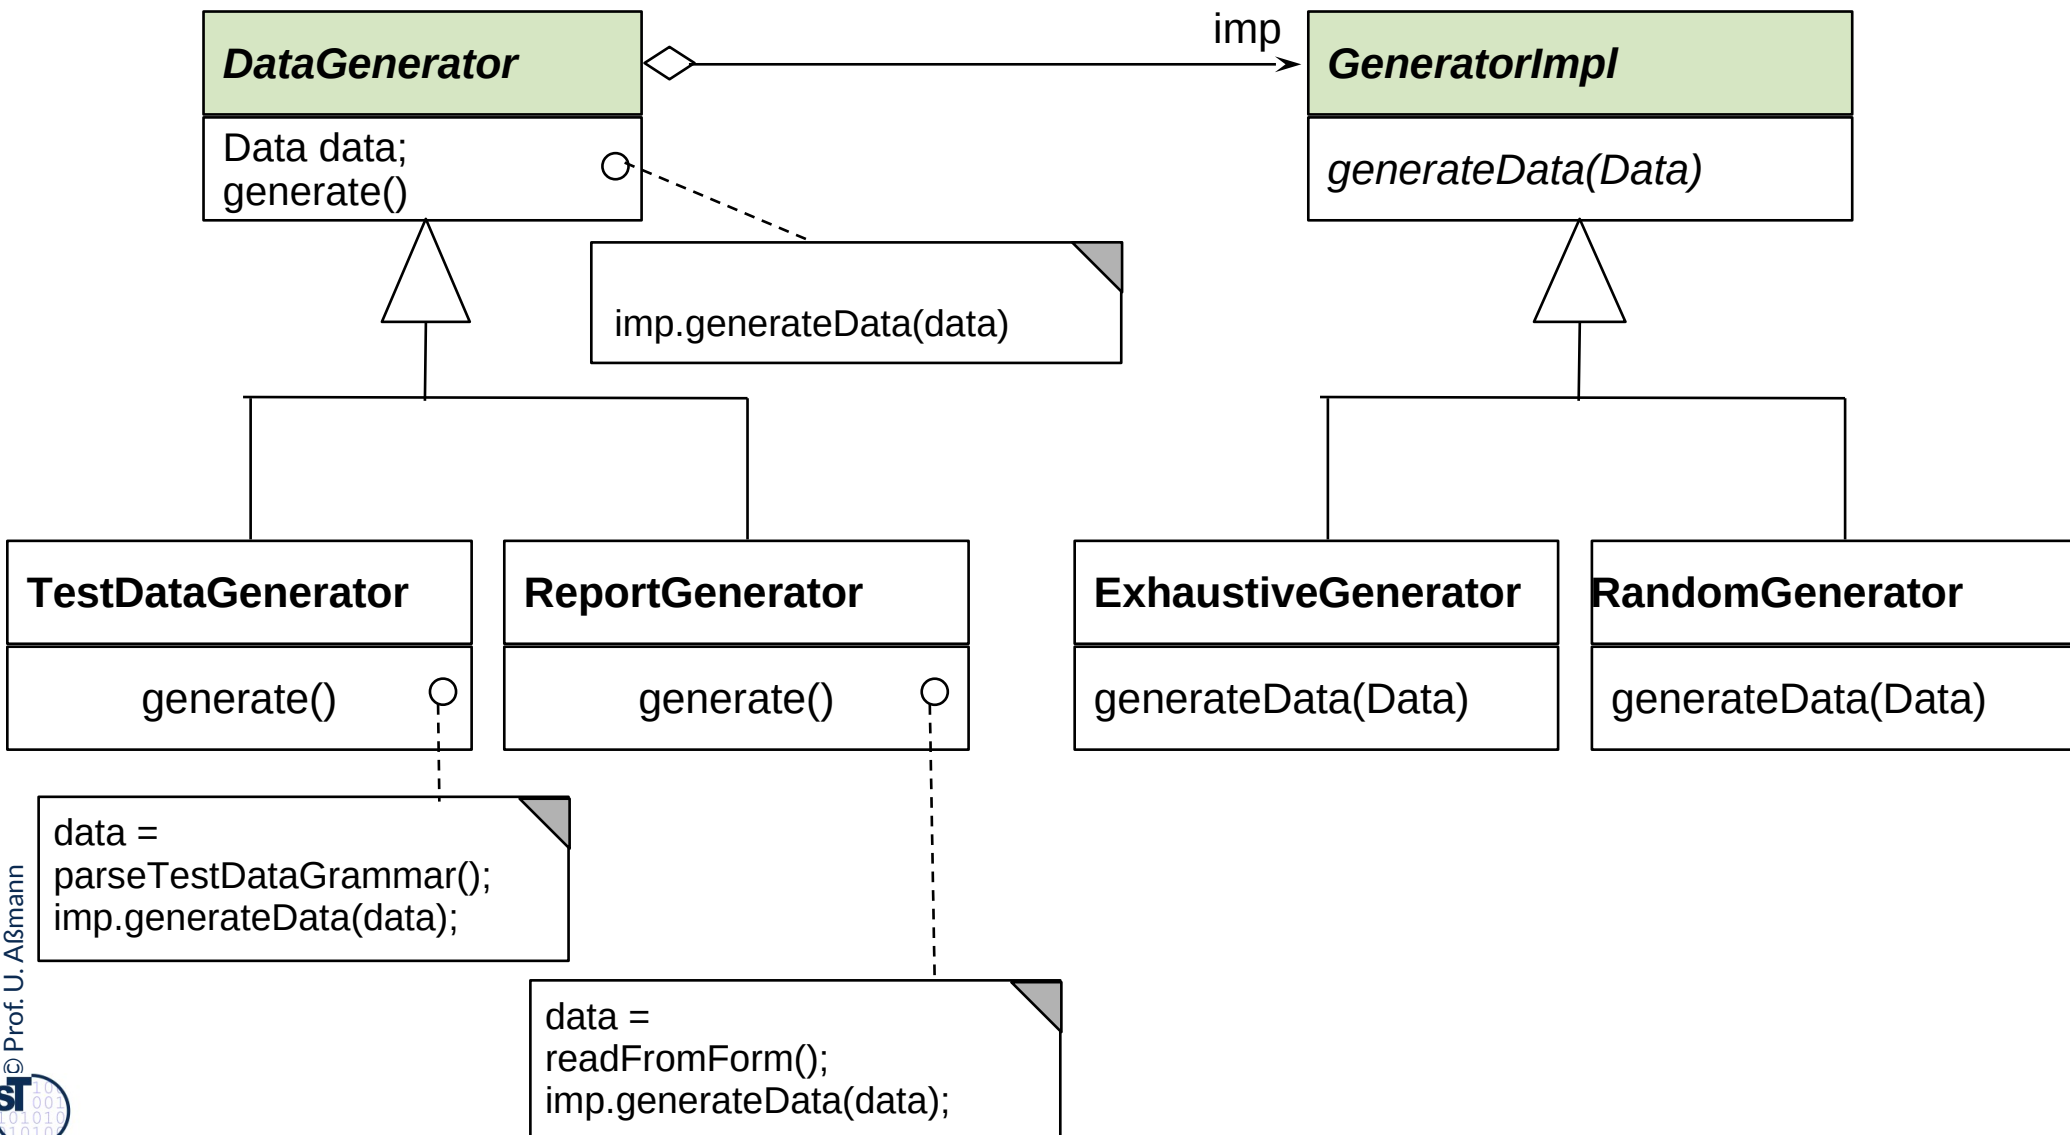 DataGenerator
imp
GeneratorImpl
Data data;
generate()
generateData(Data)
imp.generateData(data)
TestDataGenerator
ReportGenerator
ExhaustiveGenerator
RandomGenerator
generate()
generate()
generateData(Data)
generateData(Data)
data =
parseTestDataGrammar();
imp.generateData(data);
data =
readFromForm();
imp.generateData(data);
© Prof. U. Aßmann
sT